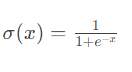 σ(x) = 1/(1+e^{-x})